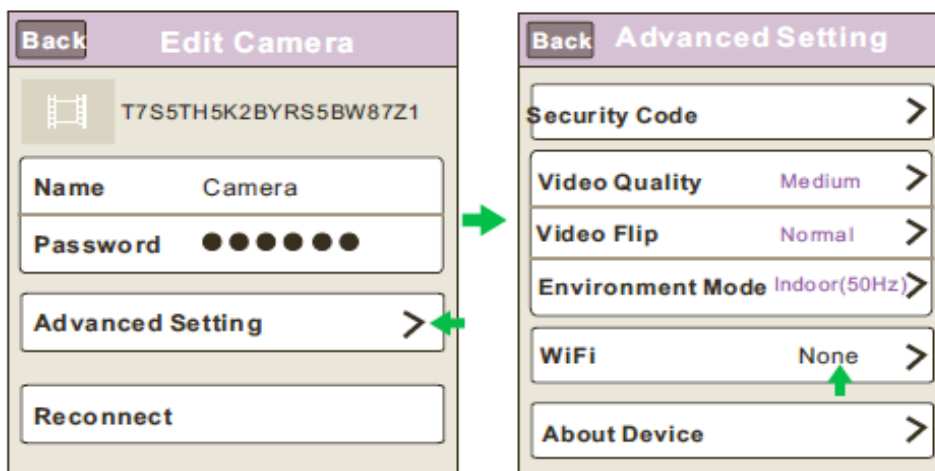 Back Edit Camera
T7S5TH5K2BYRS5BW87Z1
Name Camera
Password ●●●●●●
Advanced Setting >
Reconnect
Back Advanced Setting
Security Code >
Video Quality Medium >
Video Flip Normal >
Environment Mode Indoor(50Hz) >
WiFi None >
About Device >